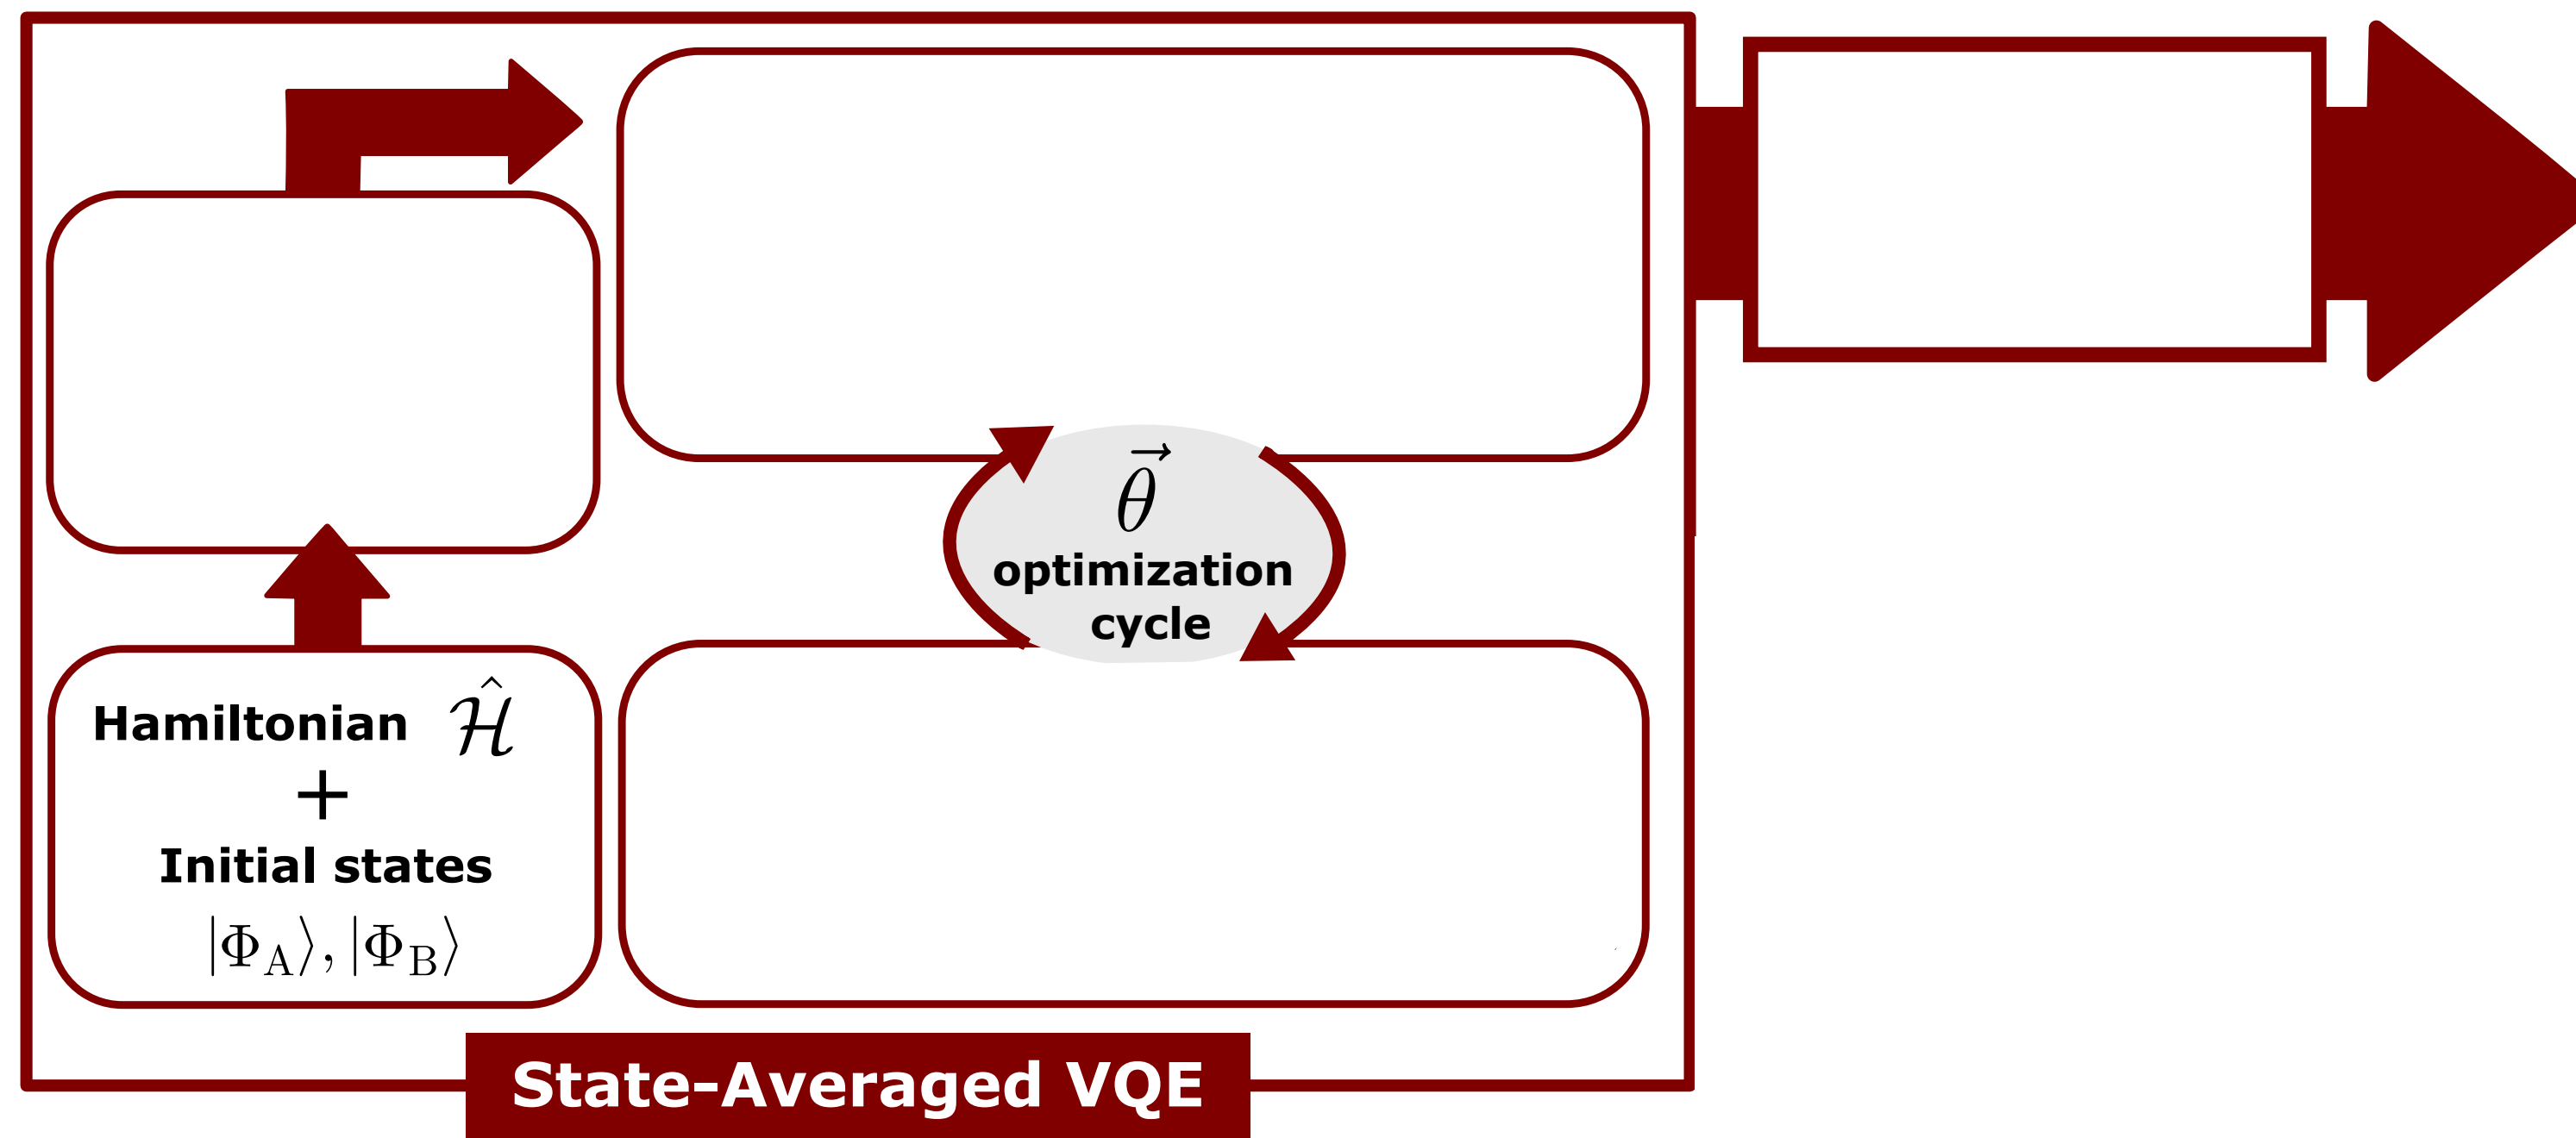 θ⃗
optimization
cycle
Hamiltonian 𝓗̂
+
Initial states
|Φ_A⟩, |Φ_B⟩
State-Averaged VQE